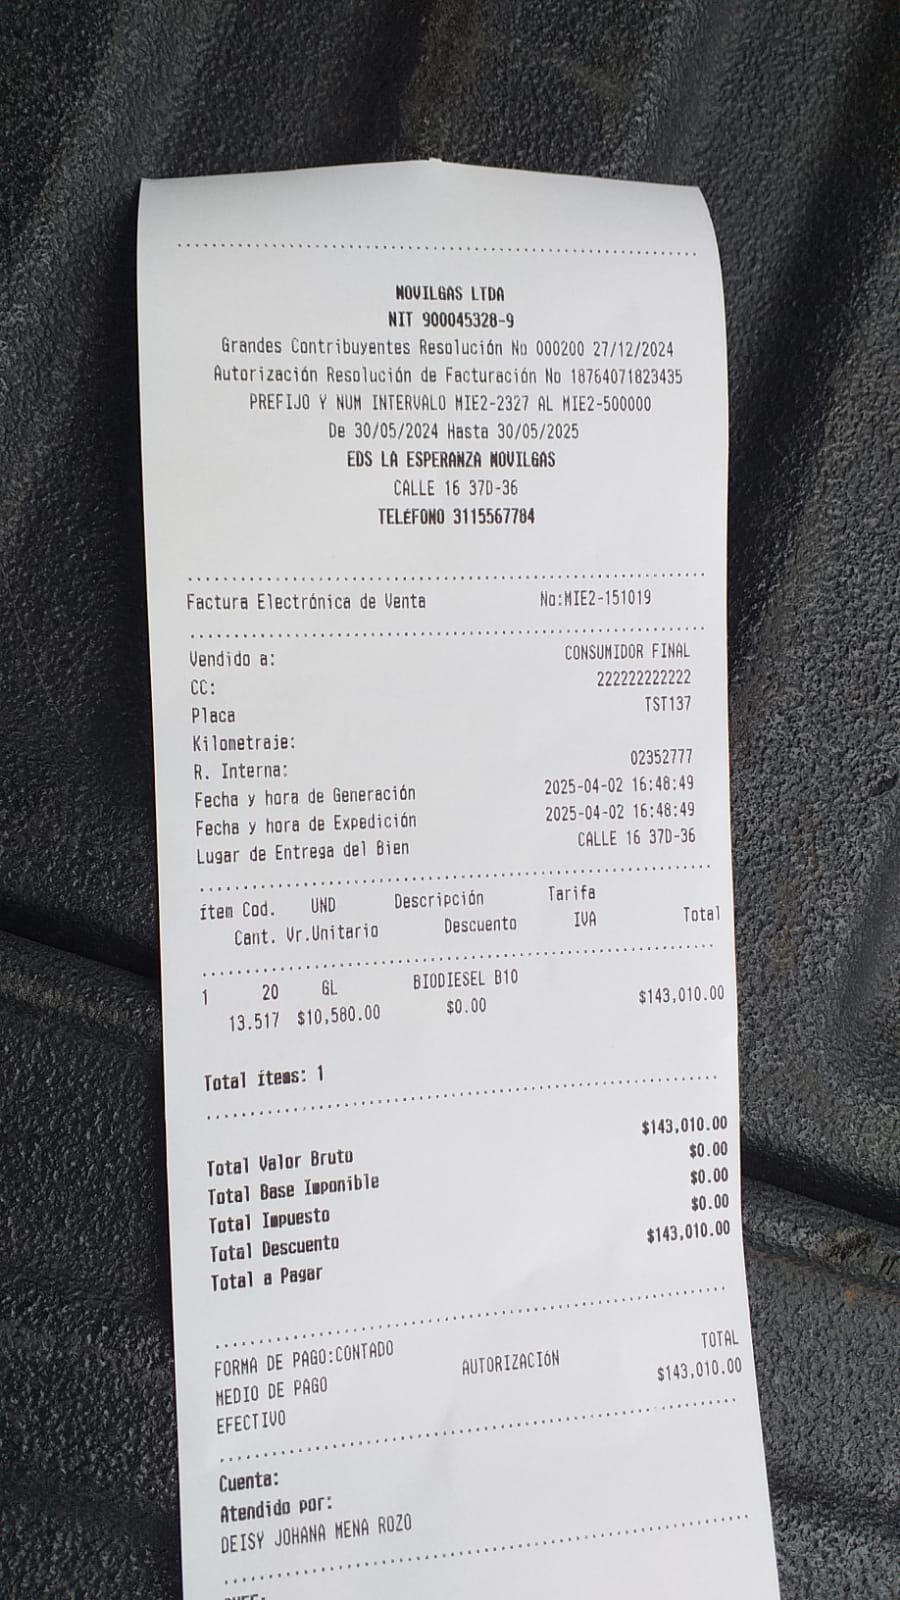 MOVILGAS LTDA
NIT 900045328-9
Grandes Contribuyentes Resolución No 000200 27/12/2024
Autorización Resolución de Facturación No 18764071823435
PREFIJO Y NUM INTERVALO MIE2-2327 AL MIE2-500000
De 30/05/2024 Hasta 30/05/2025
EDS LA ESPERANZA MOVILGAS
CALLE 16 37D-36
TELÉFONO 3115567784
Factura Electrónica de Venta No:MIE2-151019
Vendido a: CONSUMIDOR FINAL
CC: 222222222222
Placa TST137
Kilometraje:
R. Interna: 02352777
Fecha y hora de Generación 2025-04-02 16:48:49
Fecha y hora de Expedición 2025-04-02 16:48:49
Lugar de Entrega del Bien CALLE 16 37D-36
Ítem Cod. UND Descripción Tarifa
Cant. Vr.Unitario Descuento IVA Total
1 20 GL BIODIESEL B10
13.517 $10,580.00 $0.00 $143,010.00
Total ítems: 1
Total Valor Bruto $143,010.00
Total Base Imponible $0.00
Total Impuesto $0.00
Total Descuento $0.00
Total a Pagar $143,010.00
FORMA DE PAGO:CONTADO
MEDIO DE PAGO AUTORIZACIÓN TOTAL
EFECTIVO $143,010.00
Cuenta:
Atendido por:
DEISY JOHANA MENA ROZO